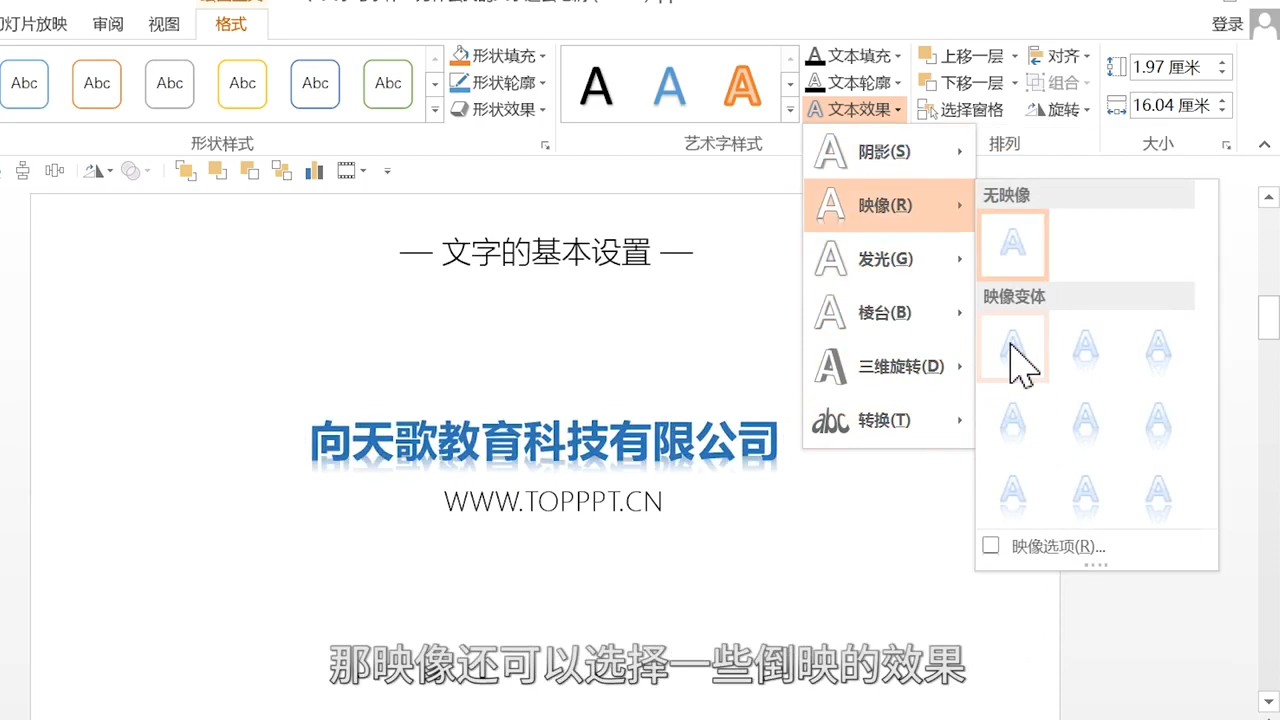 幻灯片放映 审阅 视图 格式 登录
Abc Abc Abc Abc Abc Abc
形状填充 文本填充 上移一层 对齐 1.97 厘米
形状轮廓 文本轮廓 下移一层 组合
形状效果 文本效果 选择窗格 旋转 16.04 厘米
形状样式 艺术字样式 排列 大小
阴影(S)
映像(R)
发光(G)
棱台(B)
三维旋转(D)
abc 转换(T)
无映像
映像变体
映像选项(R)...
— 文字的基本设置 —
向天歌教育科技有限公司
WWW.TOPPPT.CN
那映像还可以选择一些倒映的效果